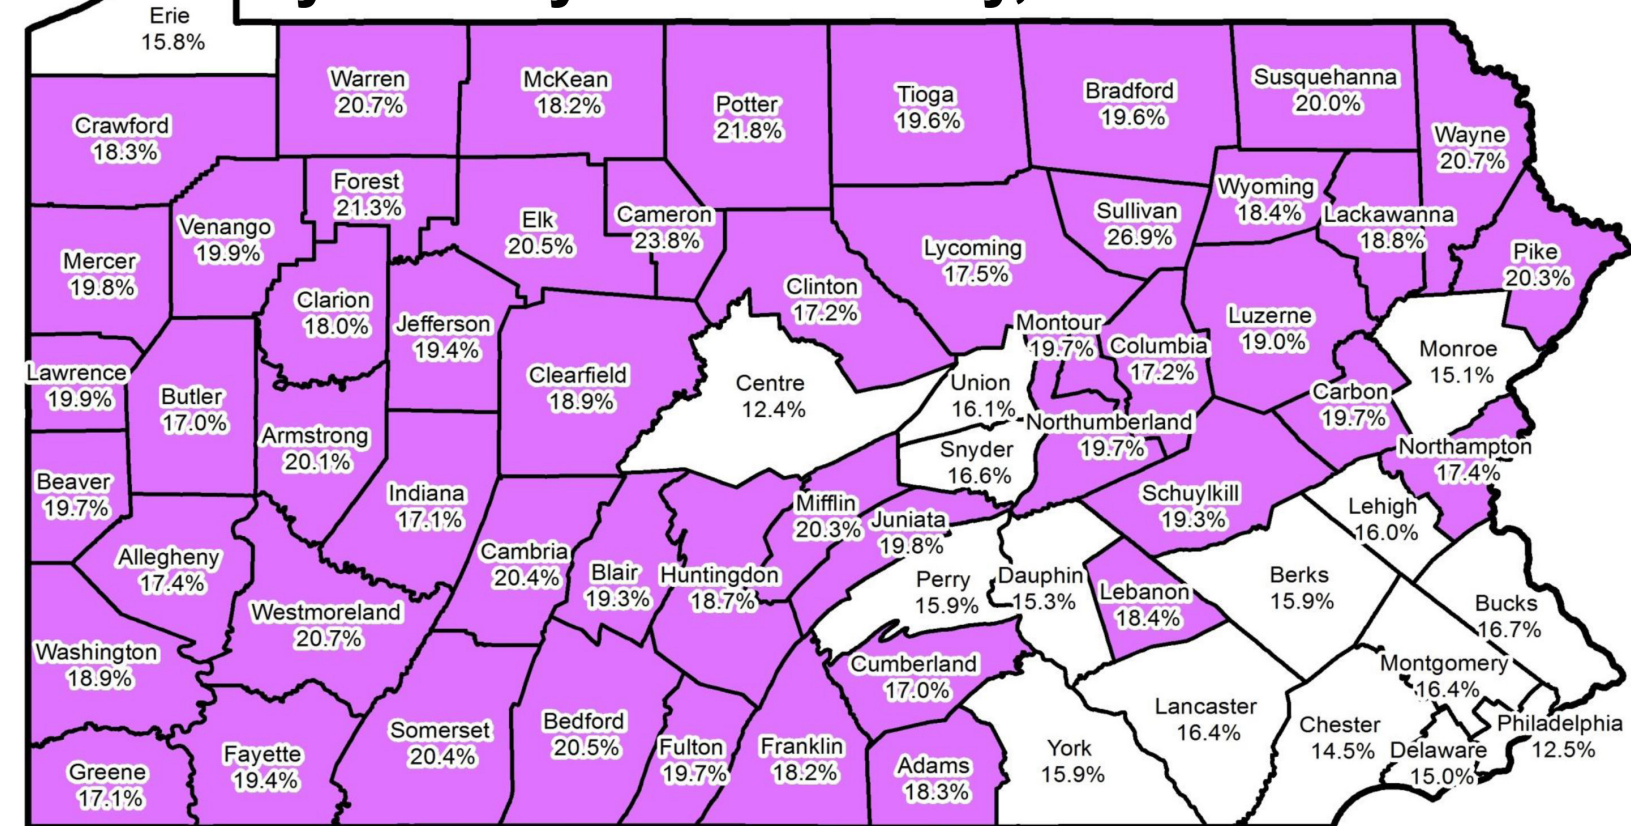 Erie
15.8%
Warren
20.7%
McKean
18.2%
Potter
21.8%
Tioga
19.6%
Bradford
19.6%
Susquehanna
20.0%
Wayne
20.7%
Crawford
18.3%
Forest
21.3%
Venango
19.9%
Elk
20.5%
Cameron
23.8%
Lycoming
17.5%
Sullivan
26.9%
Wyoming
18.4%
Lackawanna
18.8%
Pike
20.3%
Mercer
19.8%
Clarion
18.0%
Jefferson
19.4%
Clinton
17.2%
Montour
19.7%
Columbia
17.2%
Luzerne
19.0%
Monroe
15.1%
Lawrence
19.9%
Butler
17.0%
Clearfield
18.9%
Centre
12.4%
Union
16.1%
Northumberland
19.7%
Carbon
19.7%
Northampton
17.4%
Armstrong
20.1%
Snyder
16.6%
Beaver
19.7%
Indiana
17.1%
Mifflin
20.3%
Juniata
19.8%
Schuylkill
19.3%
Lehigh
16.0%
Allegheny
17.4%
Cambria
20.4%
Blair
19.3%
Huntingdon
18.7%
Perry
15.9%
Dauphin
15.3%
Lebanon
18.4%
Berks
15.9%
Bucks
16.7%
Westmoreland
20.7%
Washington
18.9%
Cumberland
17.0%
Montgomery
16.4%
Lancaster
16.4%
Chester
14.5%
Philadelphia
12.5%
Delaware
15.0%
Somerset
20.4%
Bedford
20.5%
Fulton
19.7%
Franklin
18.2%
Adams
18.3%
York
15.9%
Fayette
19.4%
Greene
17.1%